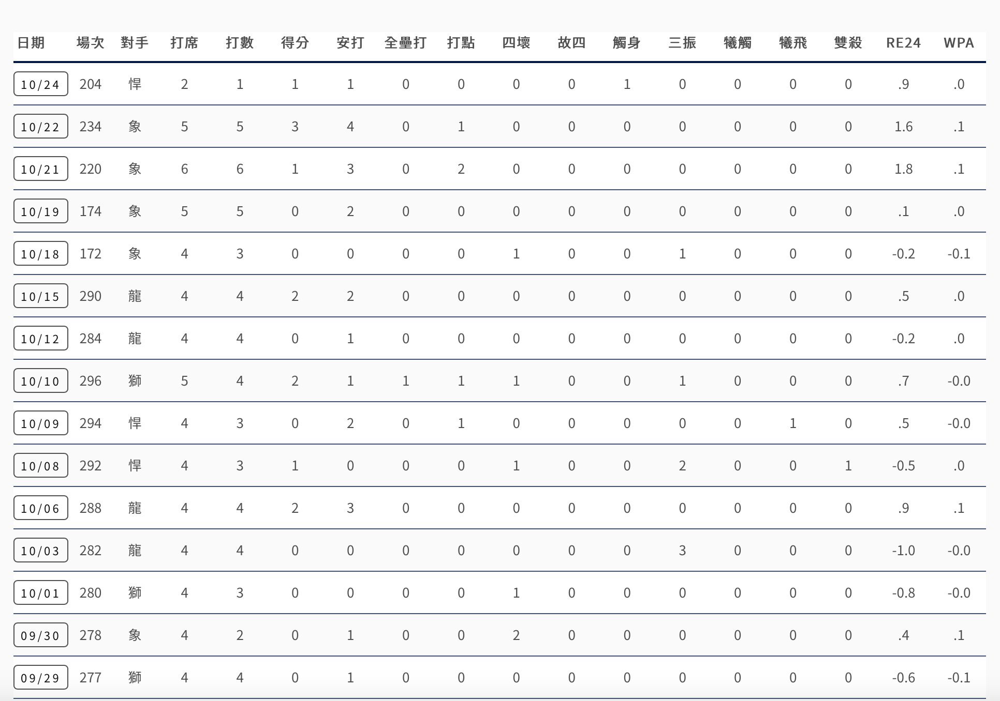 日期 場次 對手 打席 打數 得分 安打 全壘打 打點 四壞 故四 觸身 三振 犧觸 犧飛 雙殺 RE24 WPA
10/24 204 悍 2 1 1 1 0 0 0 0 1 0 0 0 0 .9 .0
10/22 234 象 5 5 3 4 0 1 0 0 0 0 0 0 0 1.6 .1
10/21 220 象 6 6 1 3 0 2 0 0 0 0 0 0 0 1.8 .1
10/19 174 象 5 5 0 2 0 0 0 0 0 0 0 0 0 .1 .0
10/18 172 象 4 3 0 0 0 0 1 0 0 1 0 0 0 -0.2 -0.1
10/15 290 龍 4 4 2 2 0 0 0 0 0 0 0 0 0 .5 .0
10/12 284 龍 4 4 0 1 0 0 0 0 0 0 0 0 0 -0.2 .0
10/10 296 獅 5 4 2 1 1 1 1 0 0 1 0 0 0 .7 -0.0
10/09 294 悍 4 3 0 2 0 1 0 0 0 0 0 1 0 .5 -0.0
10/08 292 悍 4 3 1 0 0 0 1 0 0 2 0 0 1 -0.5 .0
10/06 288 龍 4 4 2 3 0 0 0 0 0 0 0 0 0 .9 .1
10/03 282 龍 4 4 0 0 0 0 0 0 0 3 0 0 0 -1.0 -0.0
10/01 280 獅 4 3 0 0 0 0 1 0 0 0 0 0 0 -0.8 -0.0
09/30 278 象 4 2 0 1 0 0 2 0 0 0 0 0 0 .4 .1
09/29 277 獅 4 4 0 1 0 0 0 0 0 0 0 0 0 -0.6 -0.1